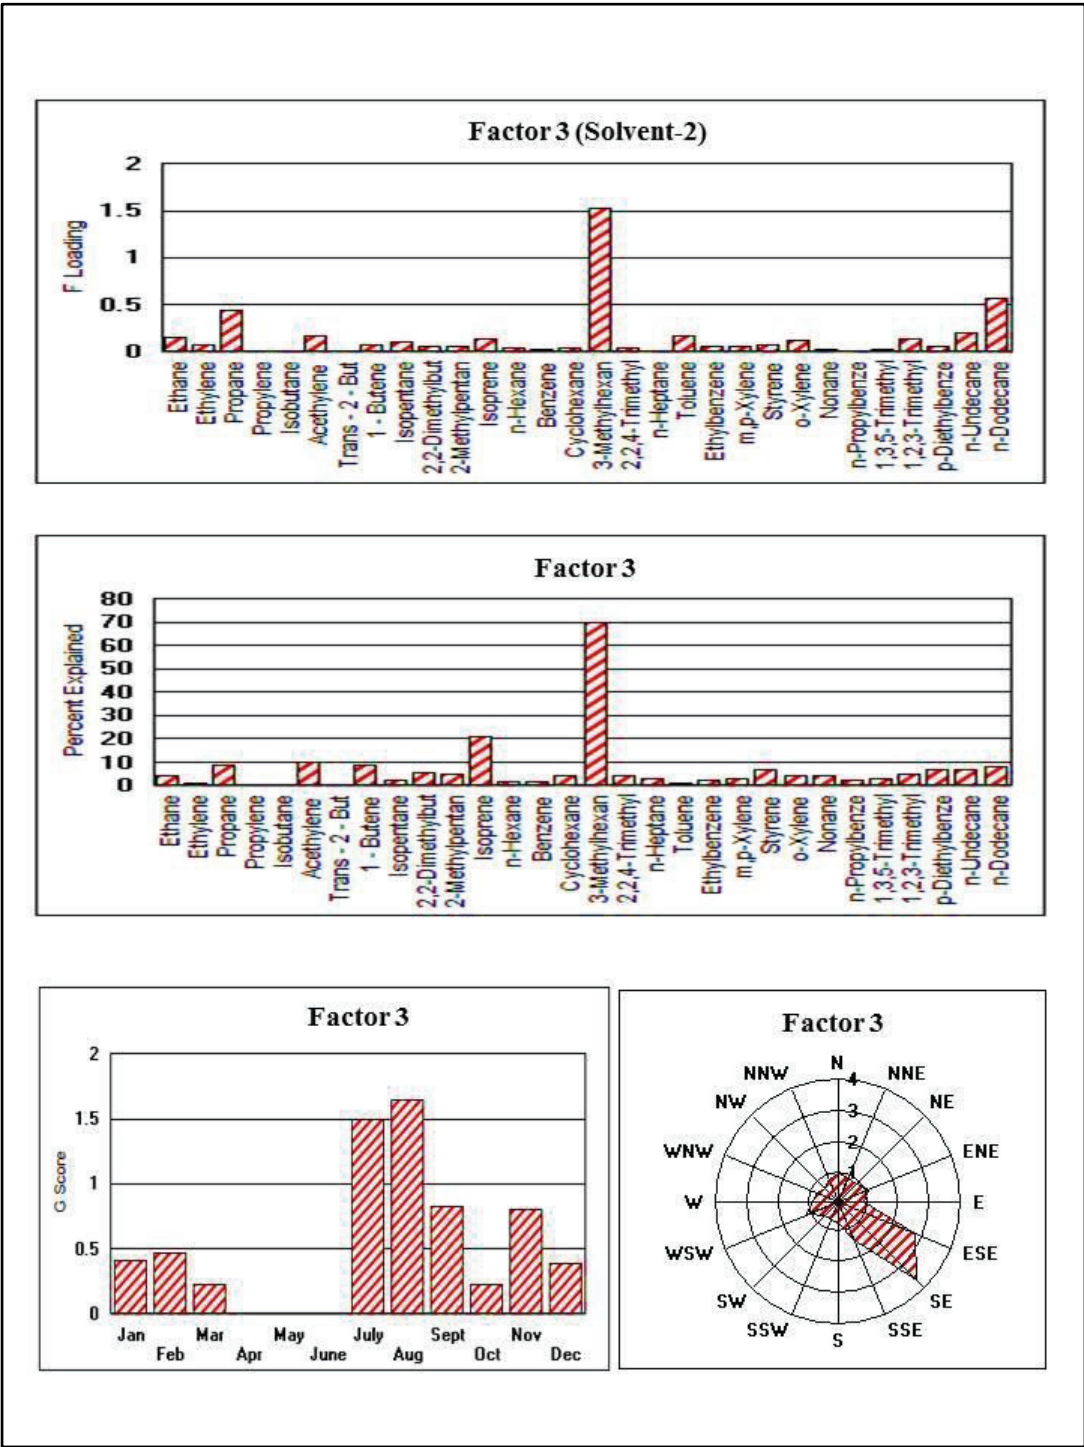 Factor 3 (Solvent-2)
2
1.5
1
0.5
0
F Loading
Ethane
Ethylene
Propane
Propylene
Isobutane
Acethylene
Trans - 2 - But
1 - Butene
Isopentane
2,2-Dimethylbut
2-Methylpentan
Isoprene
n-Hexane
Benzene
Cyclohexane
3-Methylhexan
2,2,4-Trimethyl
n-Heptane
Toluene
Ethylbenzene
m,p-Xylene
Styrene
o-Xylene
Nonane
n-Propylbenze
1,3,5-Trimethyl
1,2,3-Trimethyl
p-Diethylbenze
n-Undecane
n-Dodecane
Factor 3
80
70
60
50
40
30
20
10
0
Percent Explained
Ethane
Ethylene
Propane
Propylene
Isobutane
Acethylene
Trans - 2 - But
1 - Butene
Isopentane
2,2-Dimethylbut
2-Methylpentan
Isoprene
n-Hexane
Benzene
Cyclohexane
3-Methylhexan
2,2,4-Trimethyl
n-Heptane
Toluene
Ethylbenzene
m,p-Xylene
Styrene
o-Xylene
Nonane
n-Propylbenze
1,3,5-Trimethyl
1,2,3-Trimethyl
p-Diethylbenze
n-Undecane
n-Dodecane
Factor 3
2
1.5
1
0.5
0
G Score
Jan Mar May July Sept Nov
Feb Apr June Aug Oct Dec
Factor 3
N
NNE
NE
ENE
E
ESE
SE
SSE
S
SSW
SW
WSW
W
WNW
NW
NNW
4
3
2
1